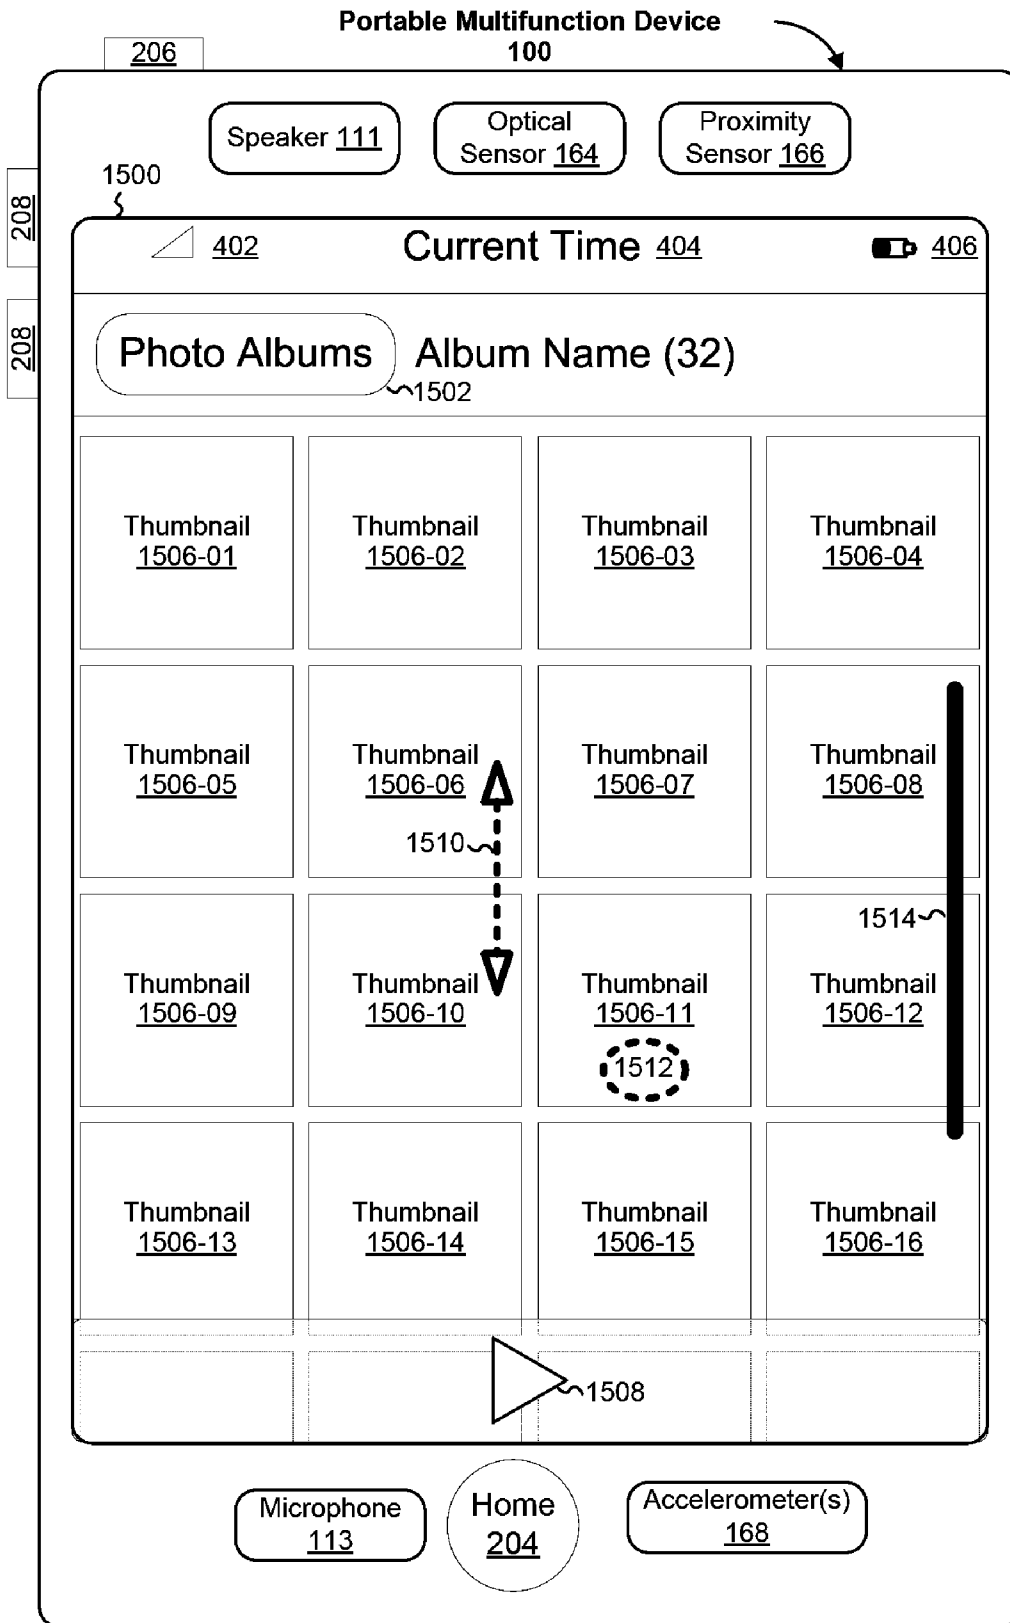 Portable Multifunction Device
100
206
Speaker 111
Optical
Sensor 164
Proximity
Sensor 166
1500
208
208
402
Current Time 404
406
Photo Albums
Album Name (32)
1502
Thumbnail
1506-01
Thumbnail
1506-02
Thumbnail
1506-03
Thumbnail
1506-04
Thumbnail
1506-05
Thumbnail
1506-06
Thumbnail
1506-07
Thumbnail
1506-08
1510
1514
Thumbnail
1506-09
Thumbnail
1506-10
Thumbnail
1506-11
Thumbnail
1506-12
1512
Thumbnail
1506-13
Thumbnail
1506-14
Thumbnail
1506-15
Thumbnail
1506-16
1508
Microphone
113
Home
204
Accelerometer(s)
168